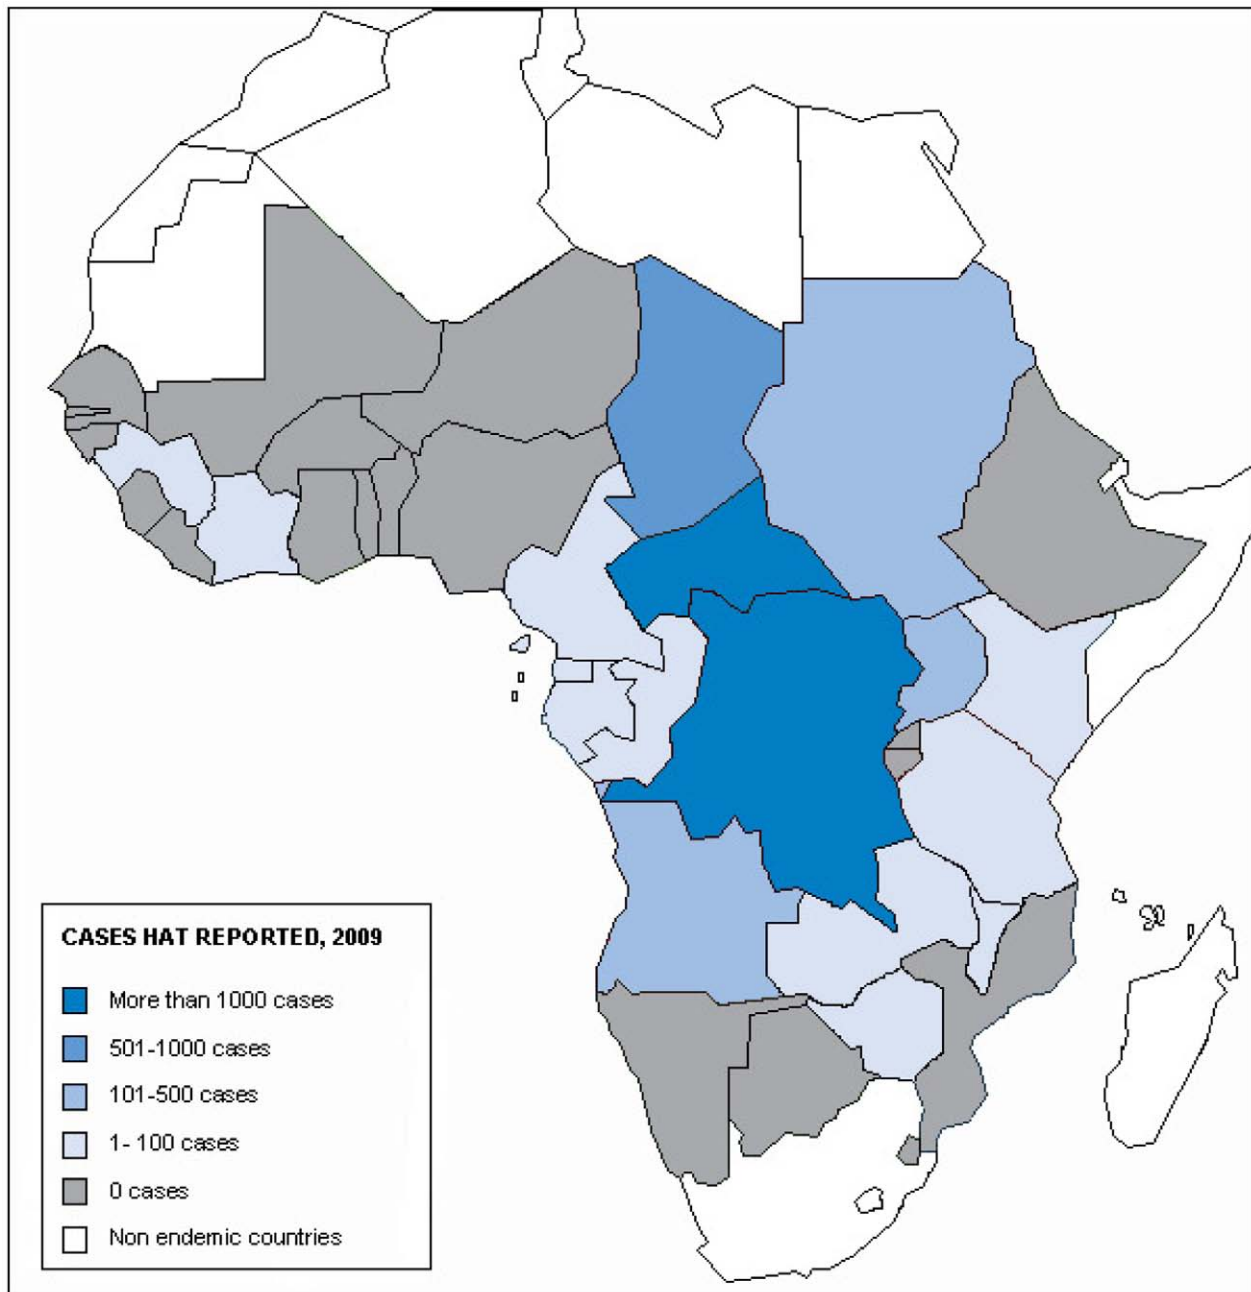 CASES HAT REPORTED, 2009
More than 1000 cases
501-1000 cases
101-500 cases
1- 100 cases
0 cases
Non endemic countries